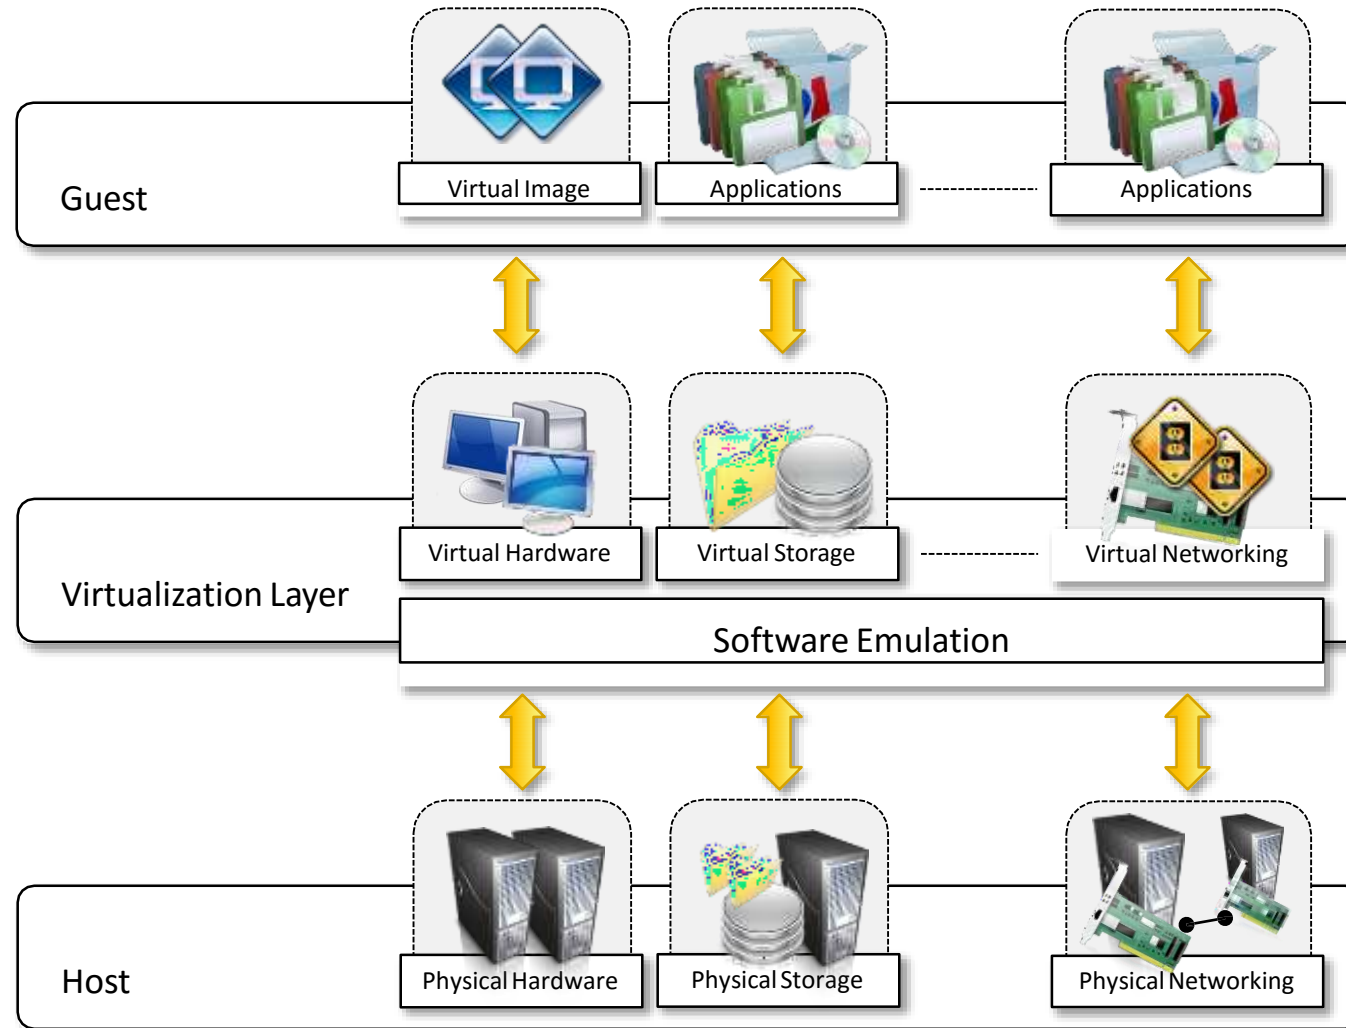 Guest
Virtual Image
Applications
Applications
Virtualization Layer
Virtual Hardware
Virtual Storage
Virtual Networking
Software Emulation
Host
Physical Hardware
Physical Storage
Physical Networking